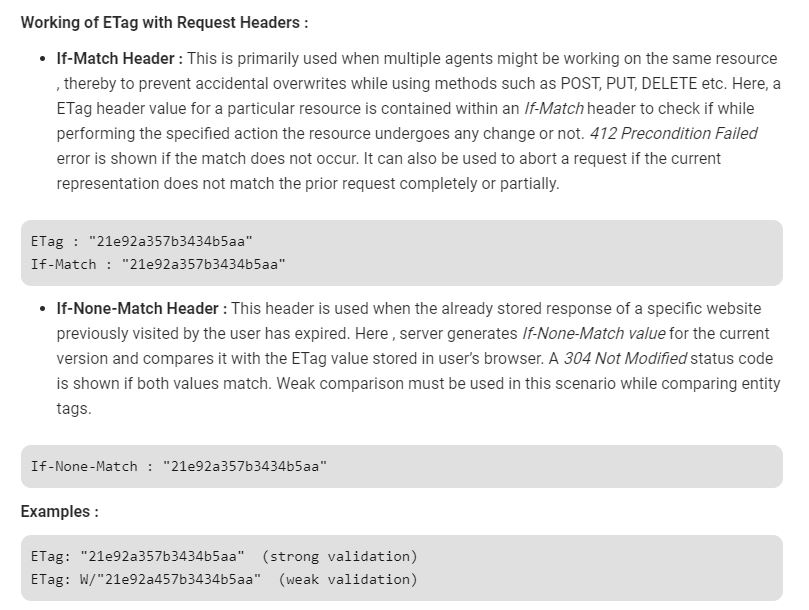 Working of ETag with Request Headers :
• If-Match Header : This is primarily used when multiple agents might be working on the same resource
, thereby to prevent accidental overwrites while using methods such as POST, PUT, DELETE etc. Here, a
ETag header value for a particular resource is contained within an If-Match header to check if while
performing the specified action the resource undergoes any change or not. 412 Precondition Failed
error is shown if the match does not occur. It can also be used to abort a request if the current
representation does not match the prior request completely or partially.
ETag : "21e92a357b3434b5aa"
If-Match : "21e92a357b3434b5aa"
• If-None-Match Header : This header is used when the already stored response of a specific website
previously visited by the user has expired. Here , server generates If-None-Match value for the current
version and compares it with the ETag value stored in user's browser. A 304 Not Modified status code
is shown if both values match. Weak comparison must be used in this scenario while comparing entity
tags.
If-None-Match : "21e92a357b3434b5aa"
Examples :
ETag: "21e92a357b3434b5aa"  (strong validation)
ETag: W/"21e92a457b3434b5aa"  (weak validation)